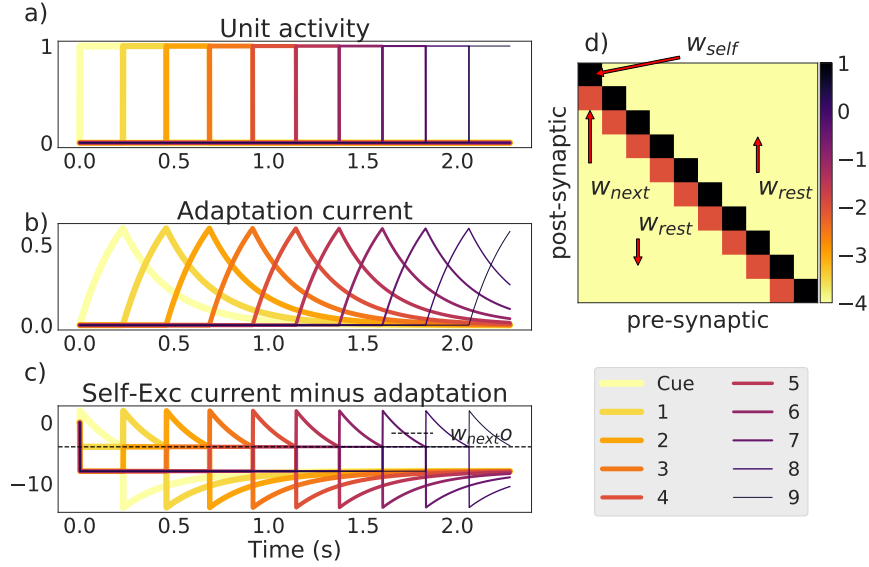 a)
Unit activity
1
0
0.0 0.5 1.0 1.5 2.0
b)
Adaptation current
0.5
0.0
0.0 0.5 1.0 1.5 2.0
c)
Self-Exc current minus adaptation
0
w_next o
−10
0.0 0.5 1.0 1.5 2.0
Time (s)
d)
w_self
w_next
w_rest
w_rest
post-synaptic
pre-synaptic
1
0
−1
−2
−3
−4
Cue
1
2
3
4
5
6
7
8
9